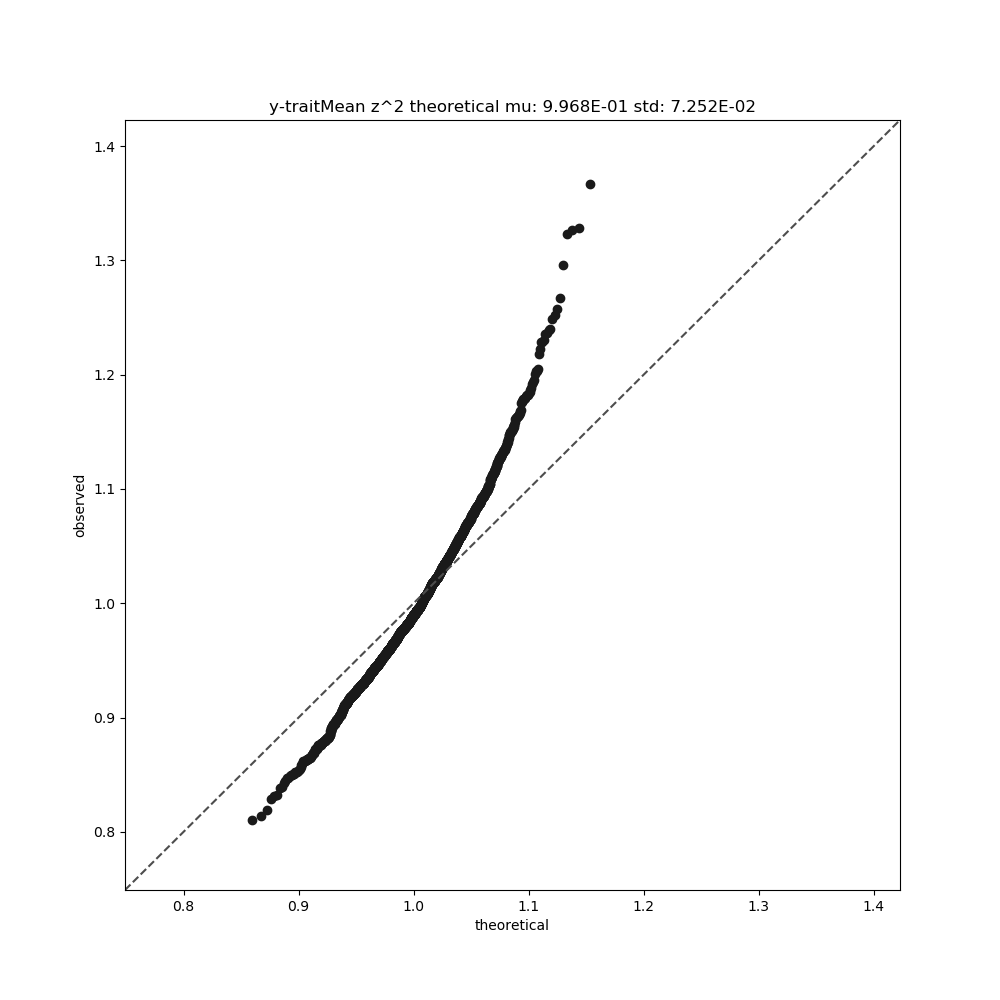 y-traitMean z^2 theoretical mu: 9.968E-01 std: 7.252E-02
1.4
1.3
1.2
1.1
1.0
0.9
0.8
observed
0.8 0.9 1.0 1.1 1.2 1.3 1.4
theoretical